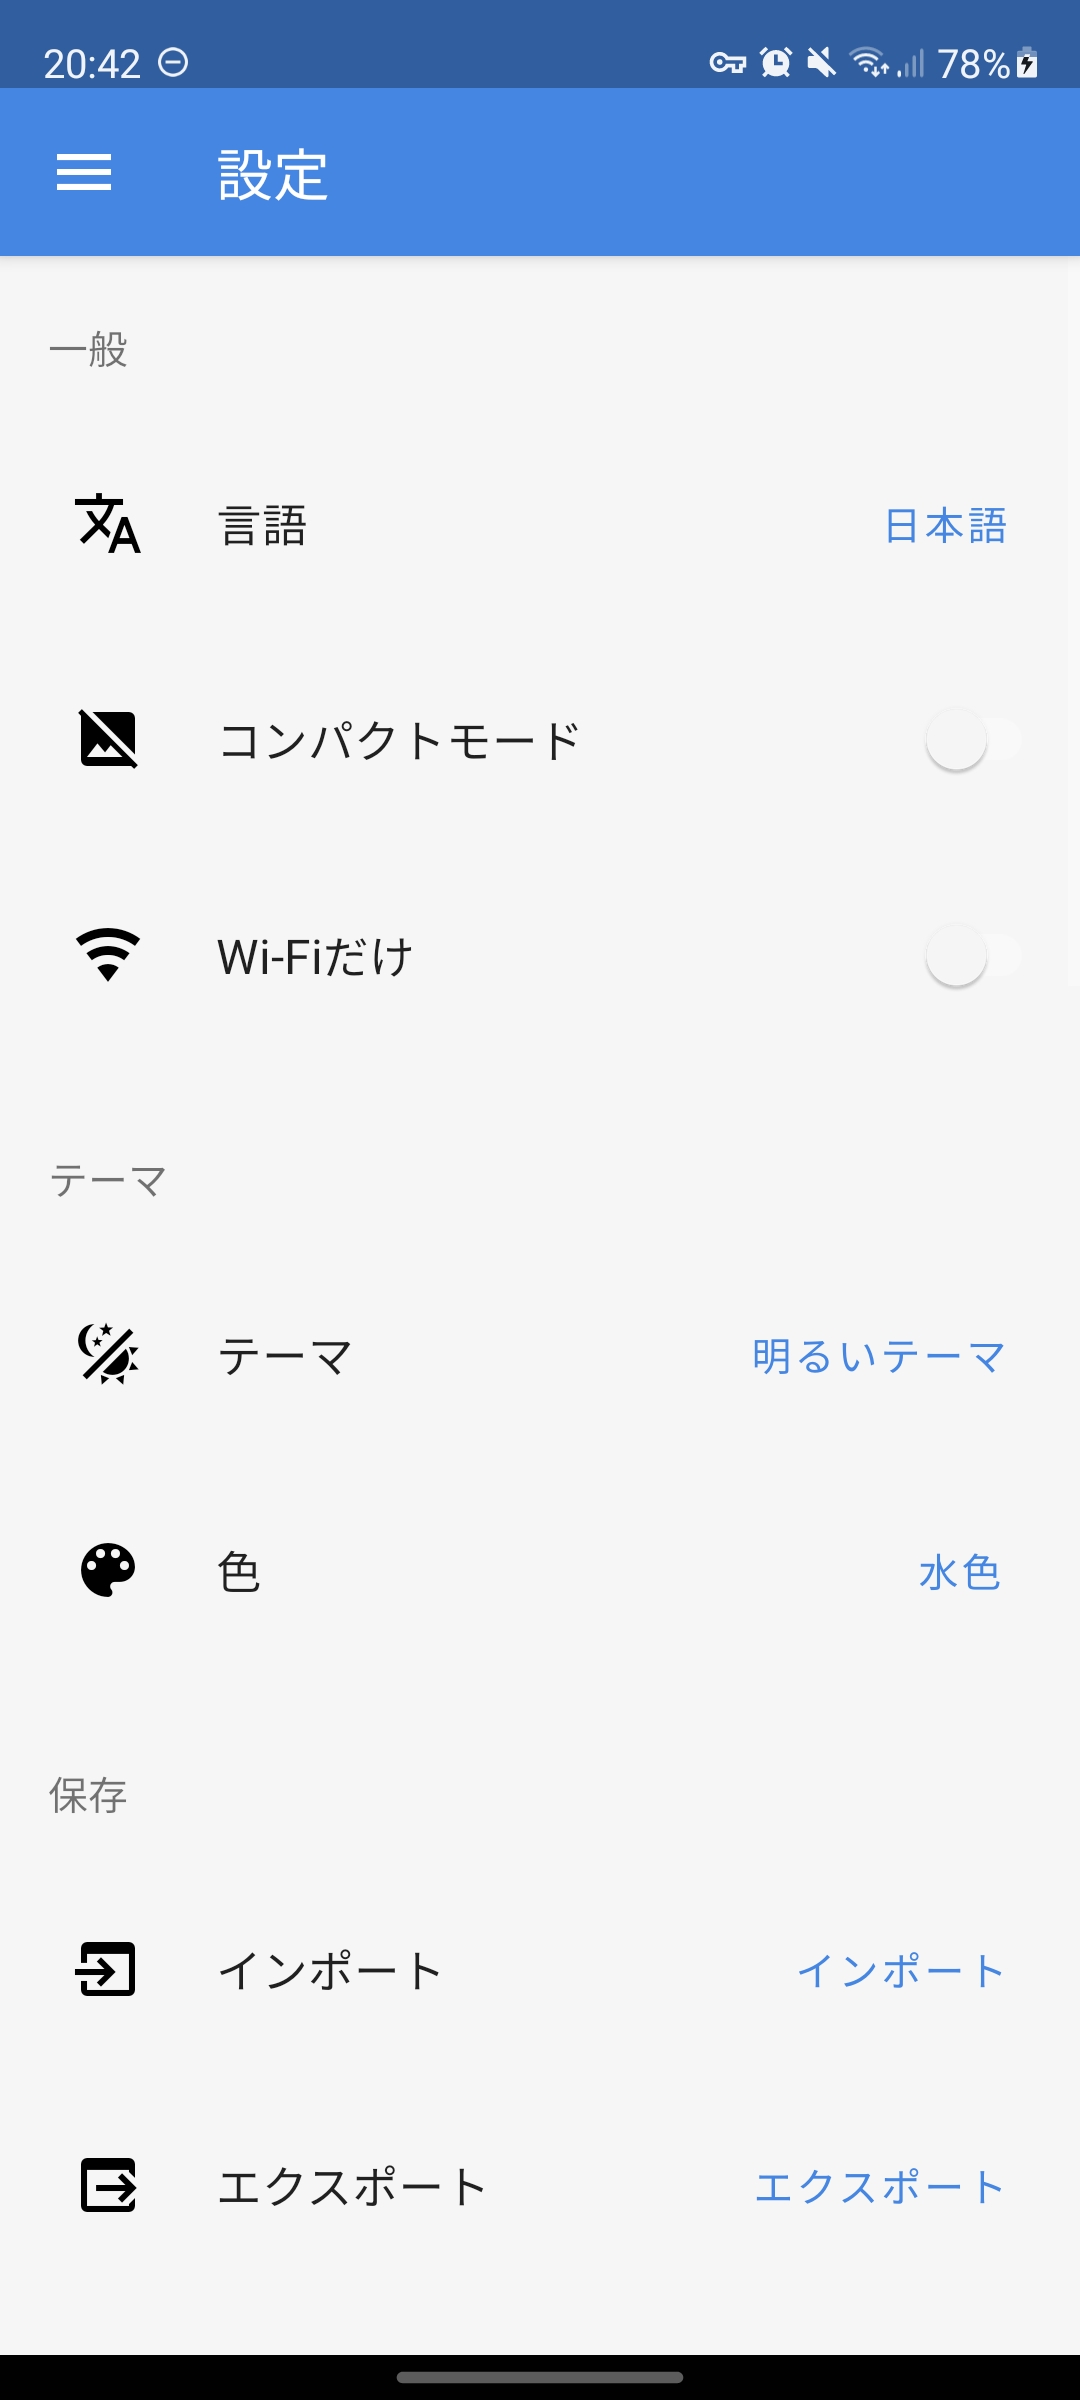 20:42 78%
設定
一般
言語 日本語
コンパクトモード
Wi-Fiだけ
テーマ
テーマ 明るいテーマ
色 水色
保存
インポート インポート
エクスポート エクスポート